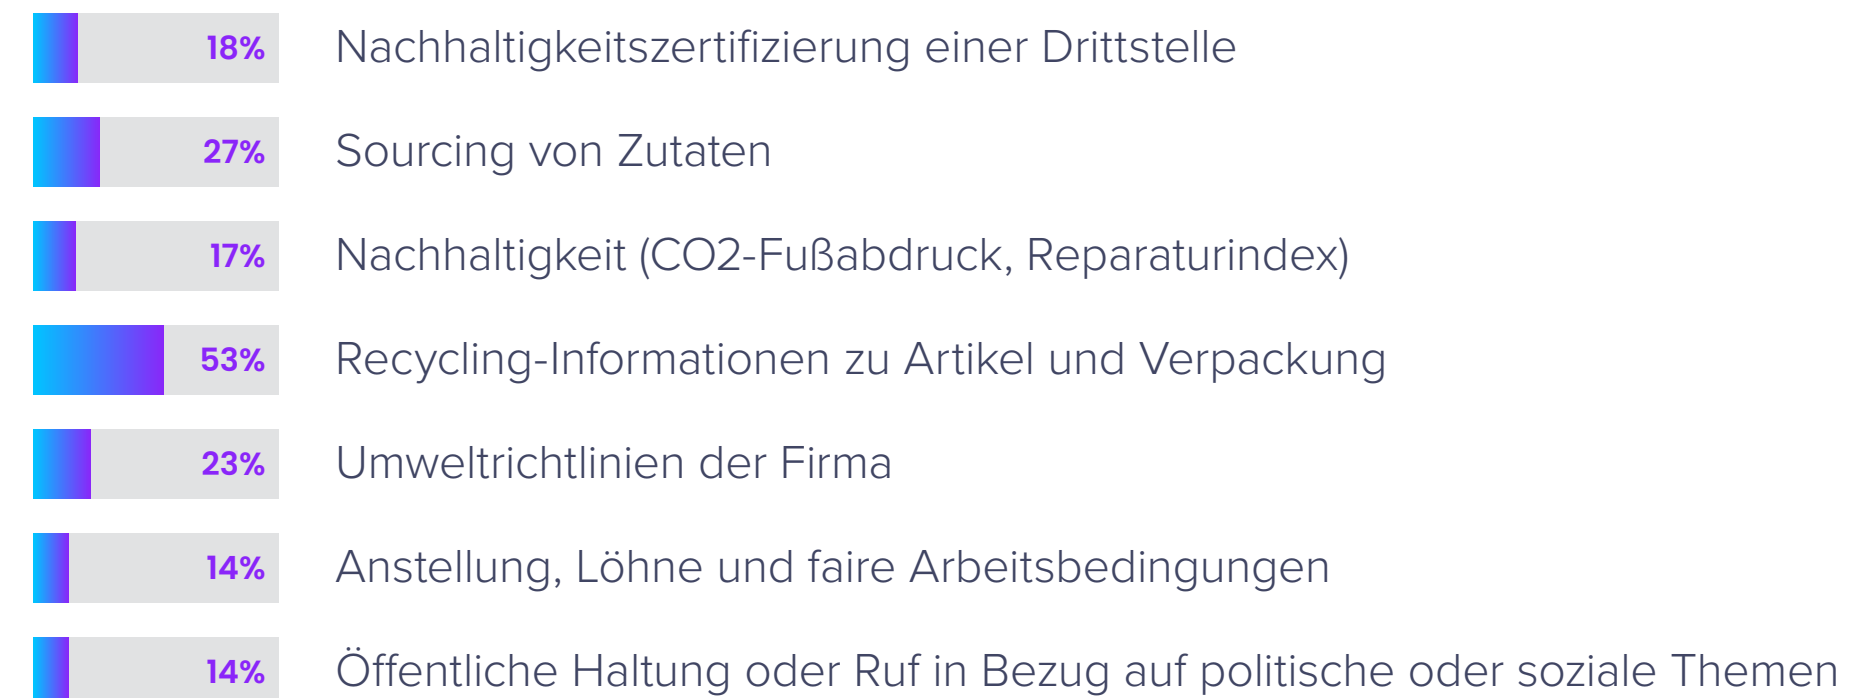 18% Nachhaltigkeitszertifizierung einer Drittstelle
27% Sourcing von Zutaten
17% Nachhaltigkeit (CO2-Fußabdruck, Reparaturindex)
53% Recycling-Informationen zu Artikel und Verpackung
23% Umweltrichtlinien der Firma
14% Anstellung, Löhne und faire Arbeitsbedingungen
14% Öffentliche Haltung oder Ruf in Bezug auf politische oder soziale Themen